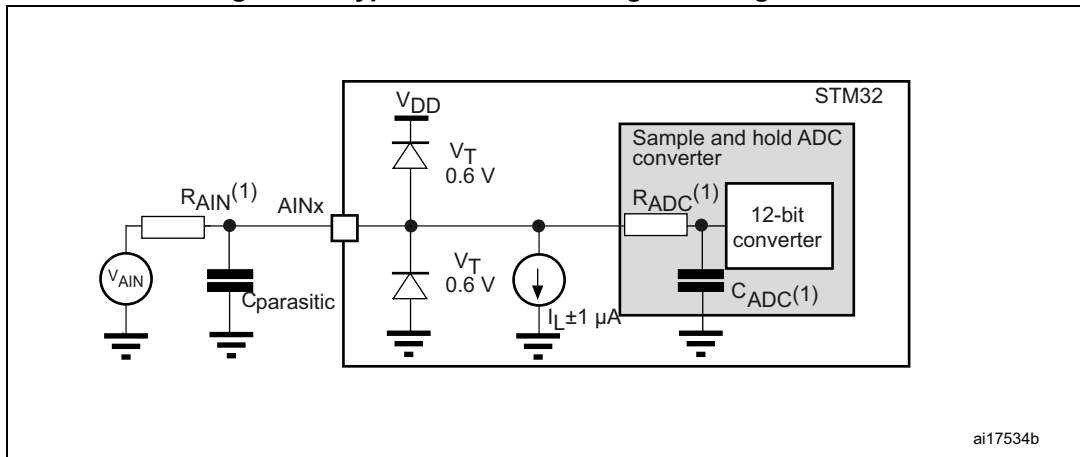 STM32
VDD
Sample and hold ADC
converter
VT
0.6 V
RAIN(1)
AINx
RADC(1)
12-bit
converter
VAIN
Cparasitic
VT
0.6 V
IL±1 µA
CADC(1)
ai17534b